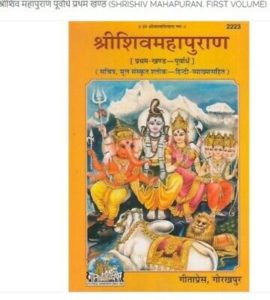 श्रीशिव महापुराण पूर्वार्ध प्रथम खण्ड (SHRISHIV MAHAPURAN, FIRST VOLUME)
2223
श्रीशिवमहापुराण
[ प्रथम-खण्ड—पूर्वार्ध ]
( सचित्र, मूल संस्कृत श्लोक—हिन्दी-व्याख्यासहित )
गीताप्रेस, गोरखपुर